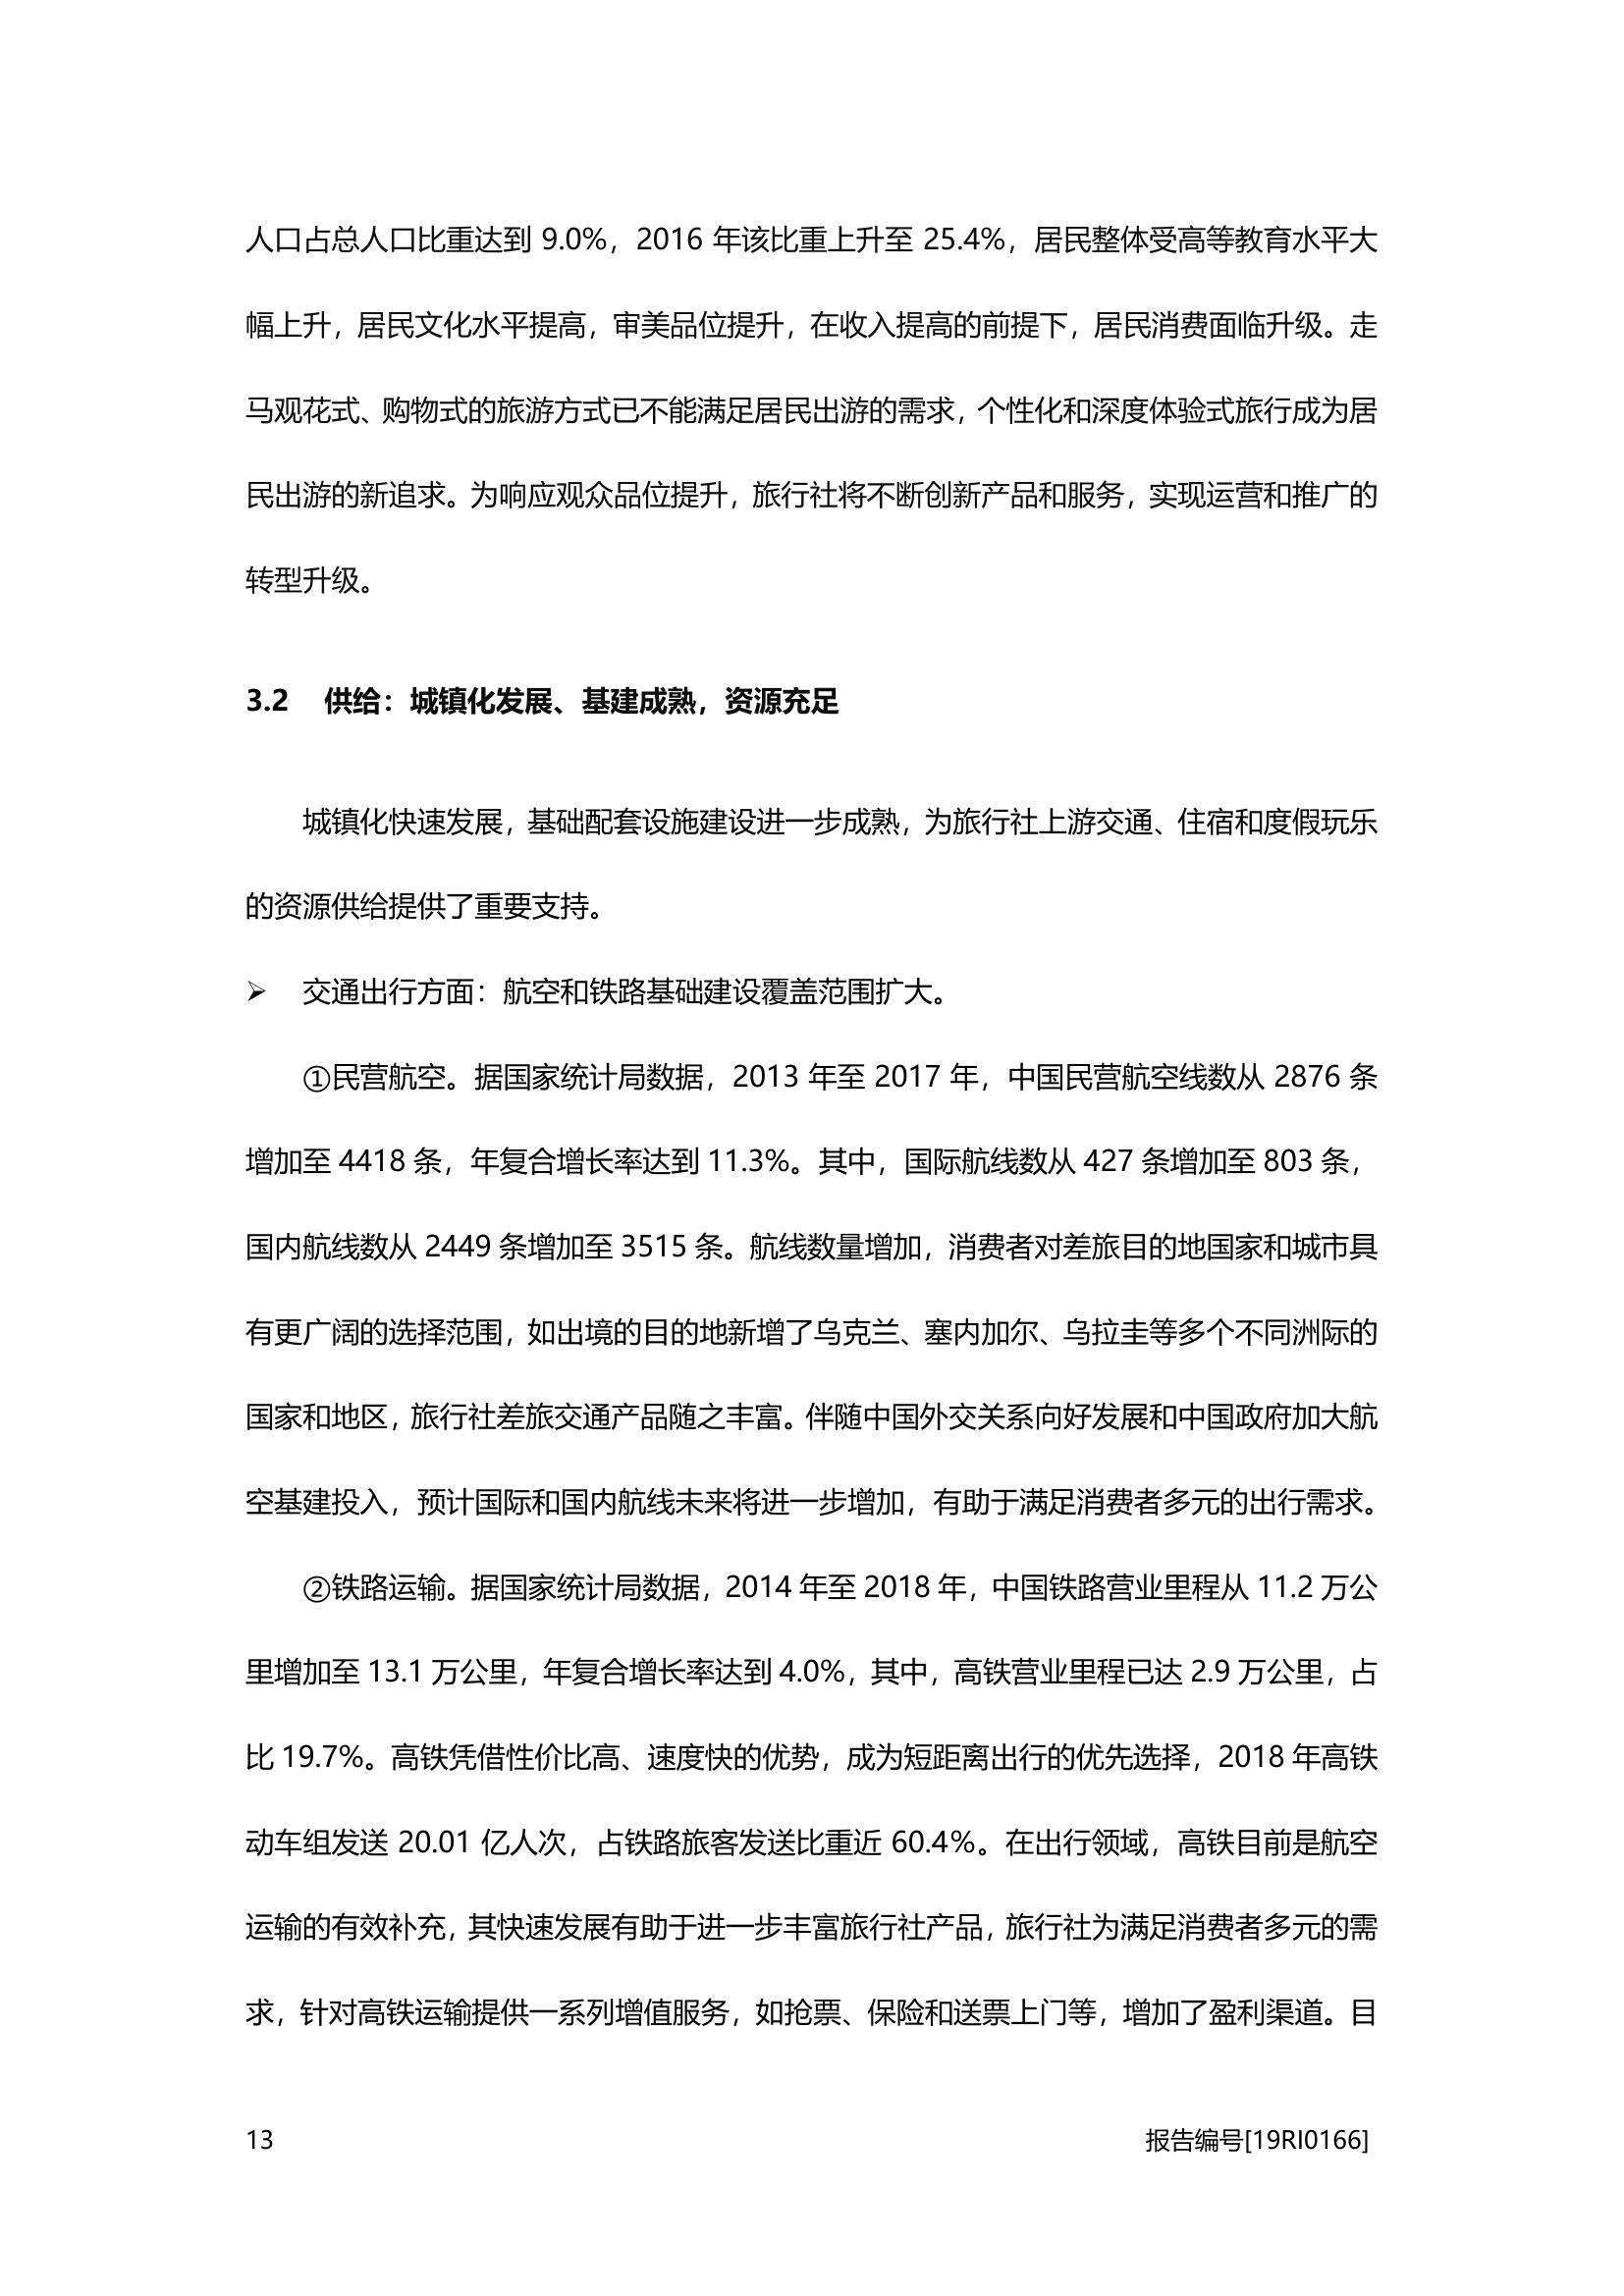 人口占总人口比重达到 9.0%，2016 年该比重上升至 25.4%，居民整体受高等教育水平大
幅上升，居民文化水平提高，审美品位提升，在收入提高的前提下，居民消费面临升级。走
马观花式、购物式的旅游方式已不能满足居民出游的需求，个性化和深度体验式旅行成为居
民出游的新追求。为响应观众品位提升，旅行社将不断创新产品和服务，实现运营和推广的
转型升级。
3.2 供给：城镇化发展、基建成熟，资源充足
城镇化快速发展，基础配套设施建设进一步成熟，为旅行社上游交通、住宿和度假玩乐
的资源供给提供了重要支持。
➢ 交通出行方面：航空和铁路基础建设覆盖范围扩大。
①民营航空。据国家统计局数据，2013 年至 2017 年，中国民营航空线数从 2876 条
增加至 4418 条，年复合增长率达到 11.3%。其中，国际航线数从 427 条增加至 803 条，
国内航线数从 2449 条增加至 3515 条。航线数量增加，消费者对差旅目的地国家和城市具
有更广阔的选择范围，如出境的目的地新增了乌克兰、塞内加尔、乌拉圭等多个不同洲际的
国家和地区，旅行社差旅交通产品随之丰富。伴随中国外交关系向好发展和中国政府加大航
空基建投入，预计国际和国内航线未来将进一步增加，有助于满足消费者多元的出行需求。
②铁路运输。据国家统计局数据，2014 年至 2018 年，中国铁路营业里程从 11.2 万公
里增加至 13.1 万公里，年复合增长率达到 4.0%，其中，高铁营业里程已达 2.9 万公里，占
比 19.7%。高铁凭借性价比高、速度快的优势，成为短距离出行的优先选择，2018 年高铁
动车组发送 20.01 亿人次，占铁路旅客发送比重近 60.4%。在出行领域，高铁目前是航空
运输的有效补充，其快速发展有助于进一步丰富旅行社产品，旅行社为满足消费者多元的需
求，针对高铁运输提供一系列增值服务，如抢票、保险和送票上门等，增加了盈利渠道。目
13 报告编号[19RI0166]